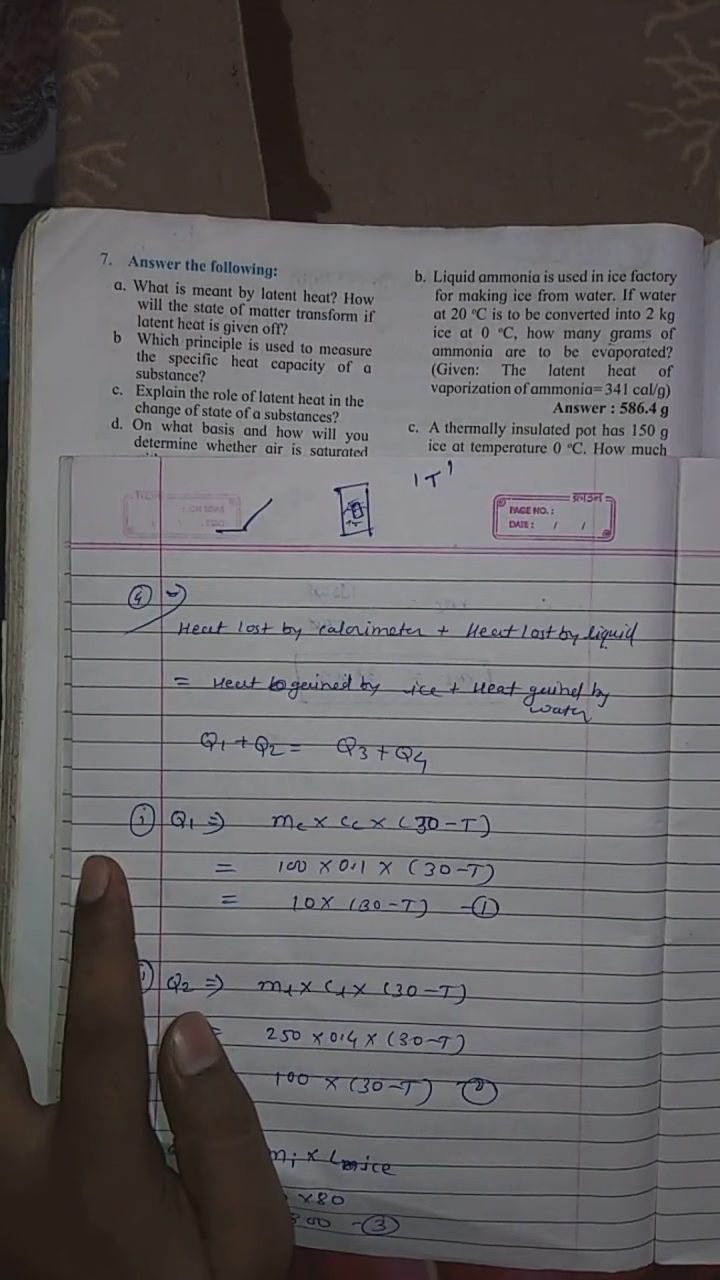 7. Answer the following:
a. What is meant by latent heat? How
will the state of matter transform if
latent heat is given off?
b Which principle is used to measure
the specific heat capacity of a
substance?
c. Explain the role of latent heat in the
change of state of a substances?
d. On what basis and how will you
determine whether air is saturated
b. Liquid ammonia is used in ice factory
for making ice from water. If water
at 20 °C is to be converted into 2 kg
ice at 0 °C, how many grams of
ammonia are to be evaporated?
(Given: The latent heat of
vaporization of ammonia= 341 cal/g)
Answer : 586.4 g
c. A thermally insulated pot has 150 g
ice at temperature 0 °C. How much
क्राउन
PAGE NO. :
DATE : / /
Heat lost by calorimeter + Heat lost by liquid
= Heat gained by ice + Heat gained by
water
Q1 + Q2 = Q3 + Q4
(i) Q1 ⇒ mc × cc × (30-T)
= 100 × 0.1 × (30-T)
= 10 × (30-T) -(1)
Q2 ⇒ × (30-T)
= 250 × 0.4 × (30-T)
100 × (30-T) (2)
mi × ice
×80
00 -(3)